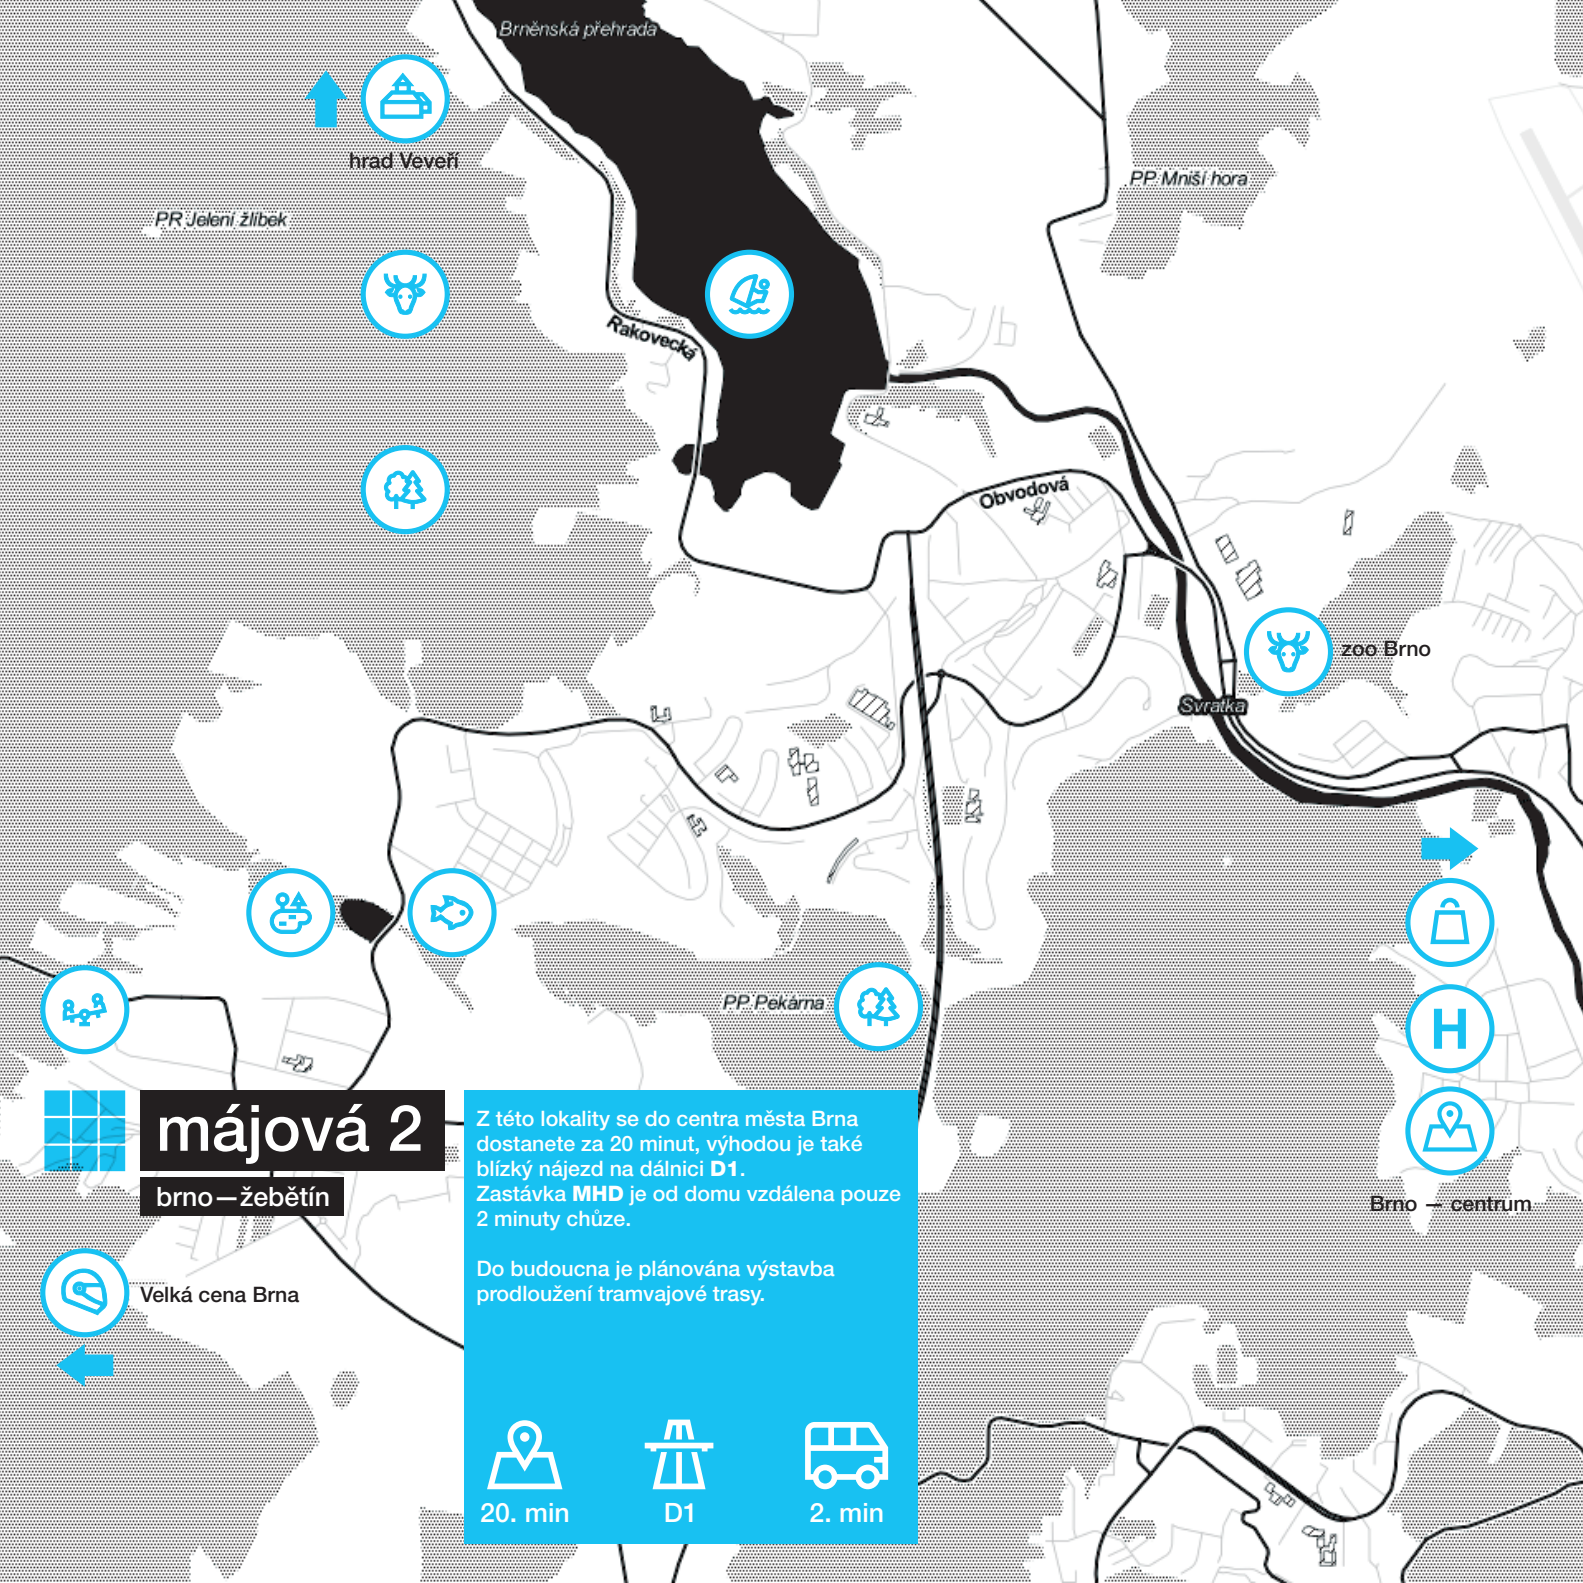 Brněnská přehrada
hrad Veveří
PP Mniší hora
PR Jelení žlíbek
Rakovecká
Obvodová
zoo Brno
Svratka
PP Pekárna
H
májová 2
brno—žebětín
Z této lokality se do centra města Brna
dostanete za 20 minut, výhodou je také
blízký nájezd na dálnici D1.
Zastávka MHD je od domu vzdálena pouze
2 minuty chůze.
Do budoucna je plánována výstavba
prodloužení tramvajové trasy.
Brno — centrum
Velká cena Brna
20. min
D1
2. min